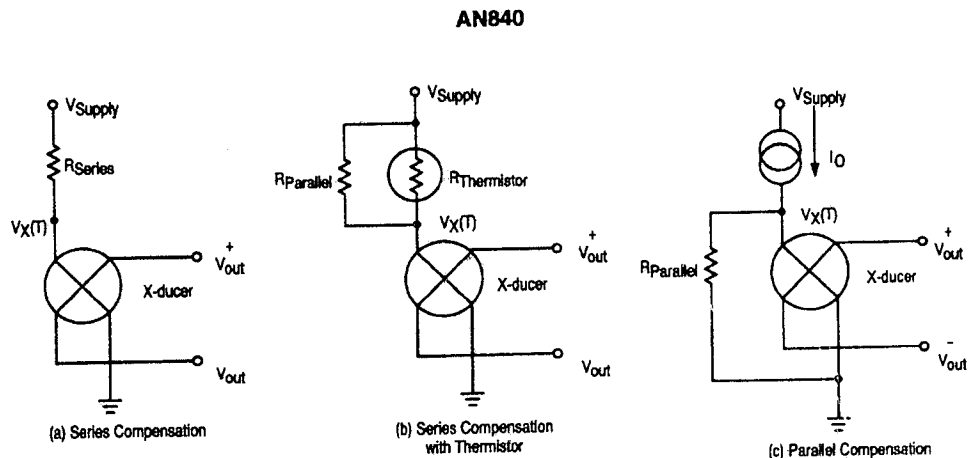 AN840
VSupply
RSeries
VX(T)
+
Vout
X-ducer
Vout
(a) Series Compensation
VSupply
RParallel
RThermistor
VX(T)
+
Vout
X-ducer
Vout
(b) Series Compensation
with Thermistor
VSupply
IO
VX(T)
RParallel
+
Vout
X-ducer
−
Vout
(c) Parallel Compensation